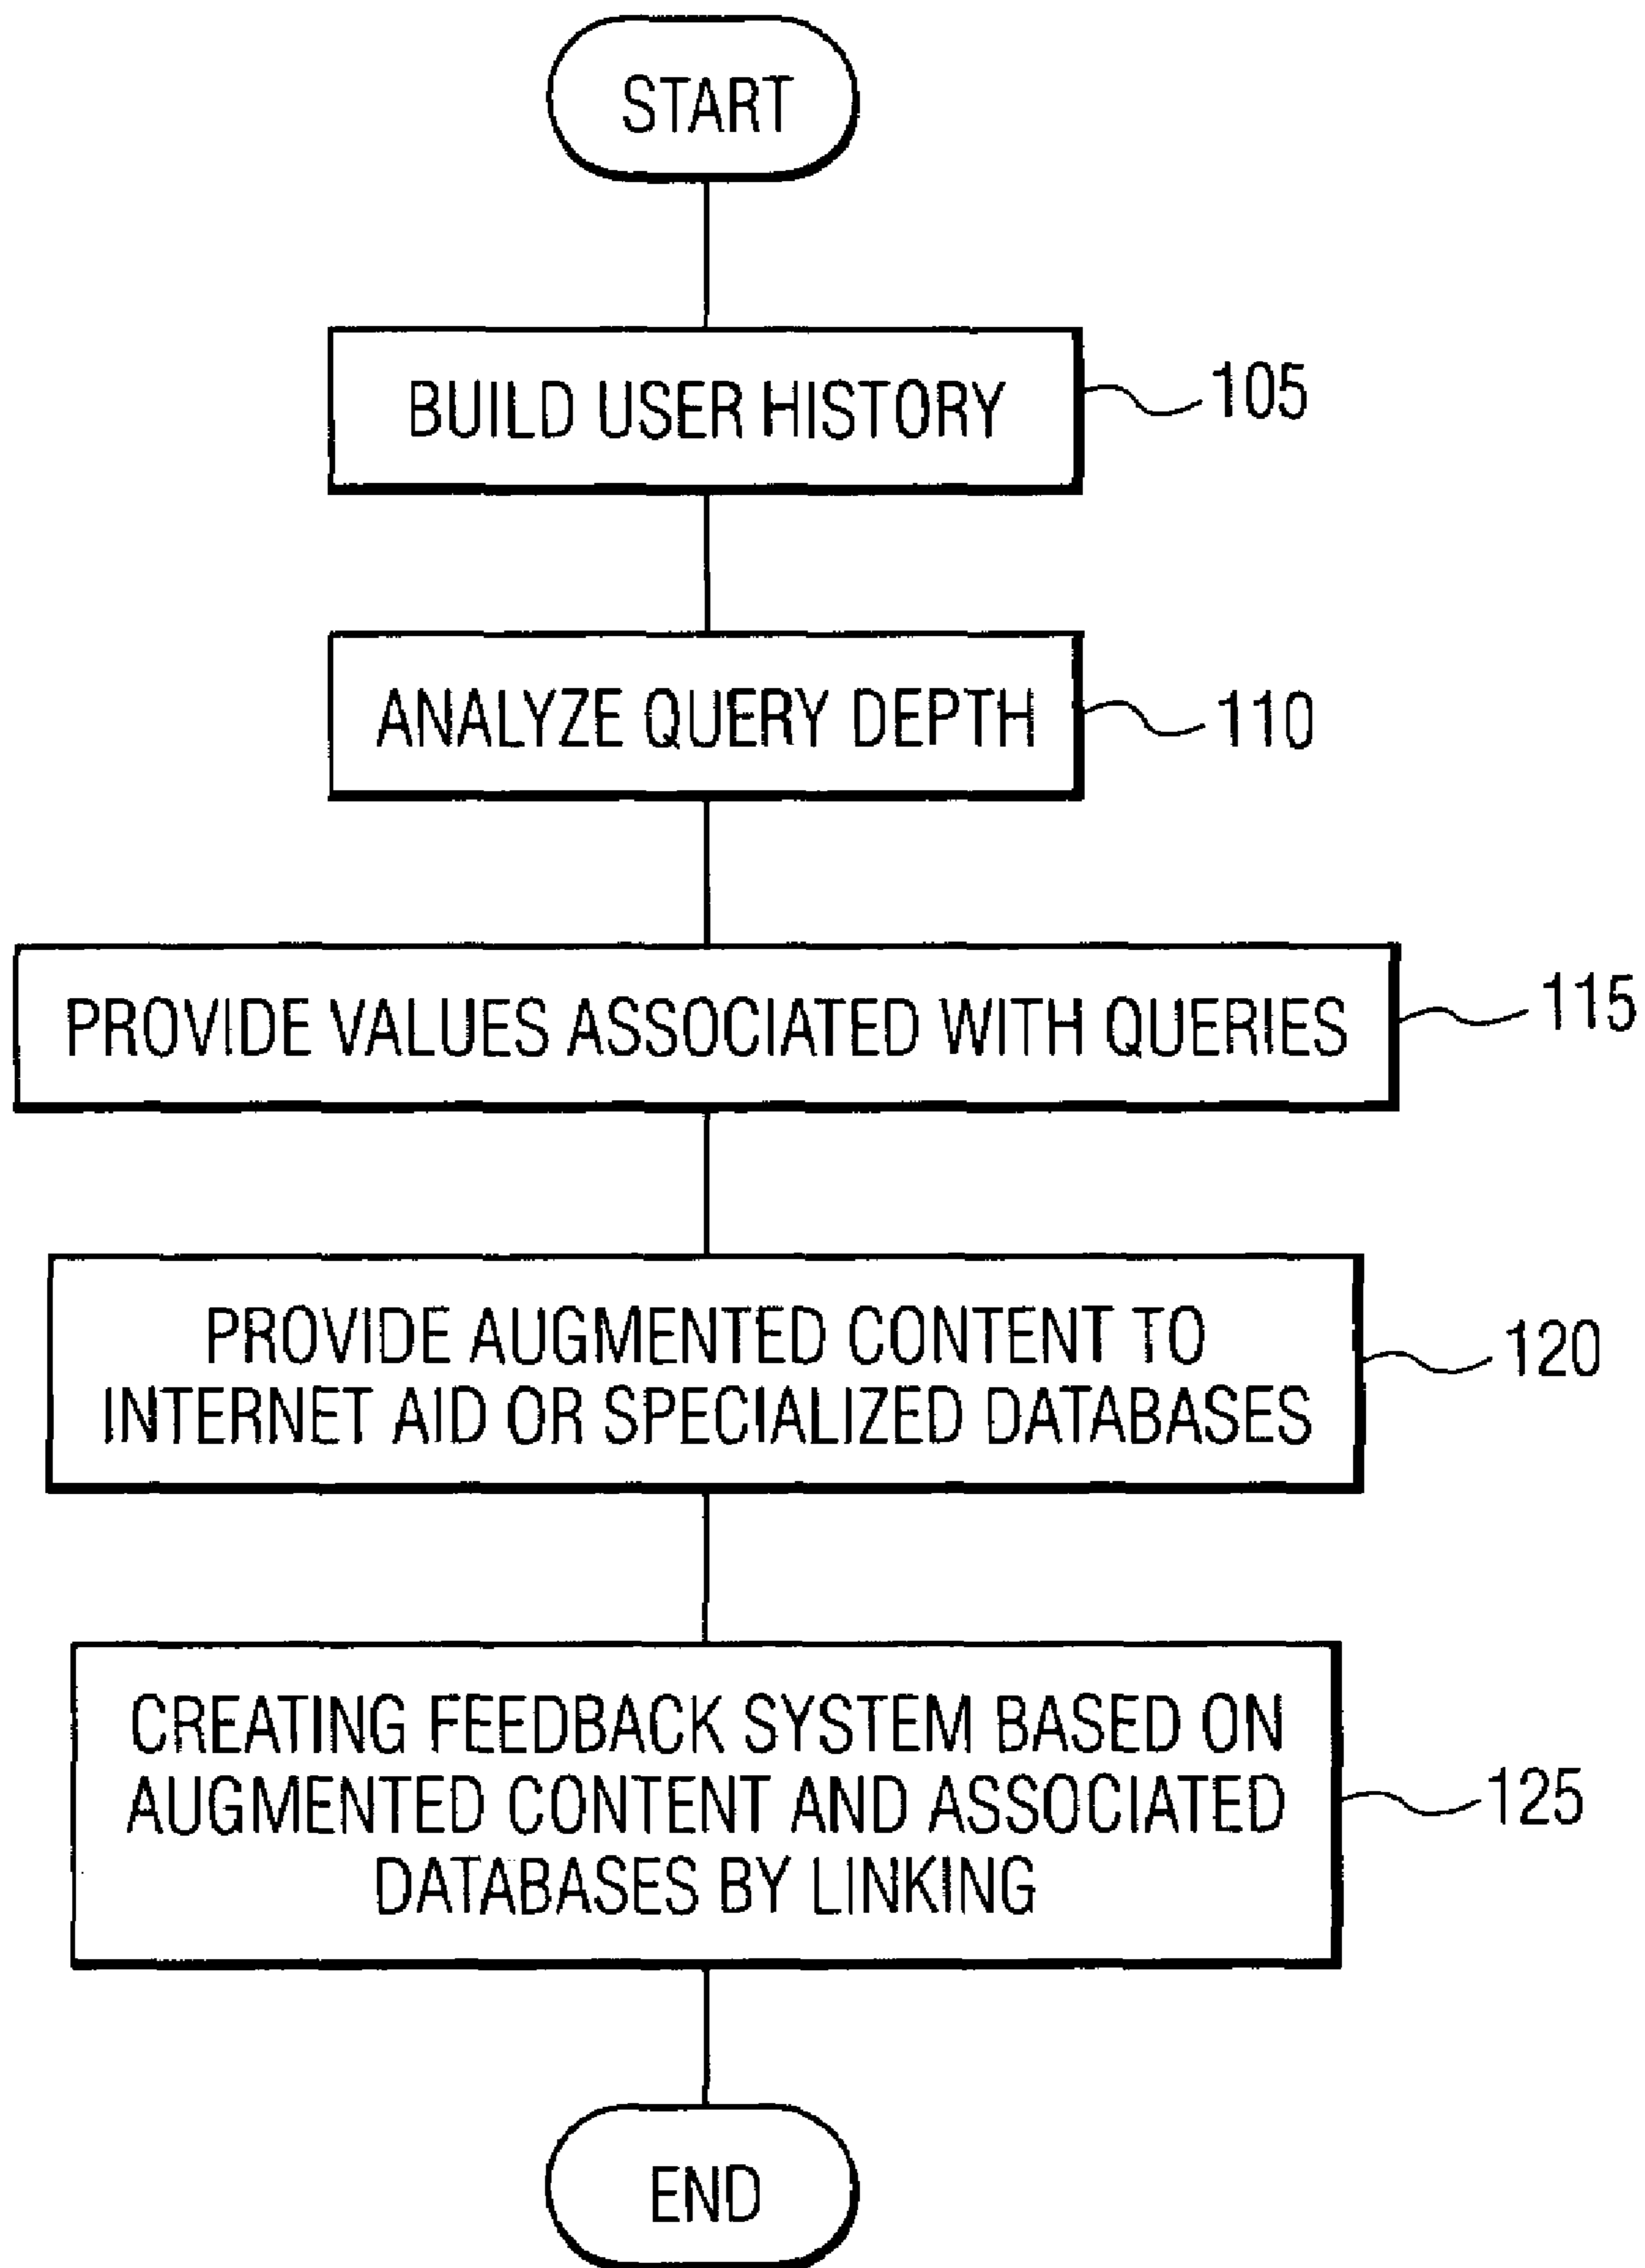 START
BUILD USER HISTORY
105
ANALYZE QUERY DEPTH
110
PROVIDE VALUES ASSOCIATED WITH QUERIES
115
PROVIDE AUGMENTED CONTENT TO
INTERNET AID OR SPECIALIZED DATABASES
120
CREATING FEEDBACK SYSTEM BASED ON
AUGMENTED CONTENT AND ASSOCIATED
DATABASES BY LINKING
125
END